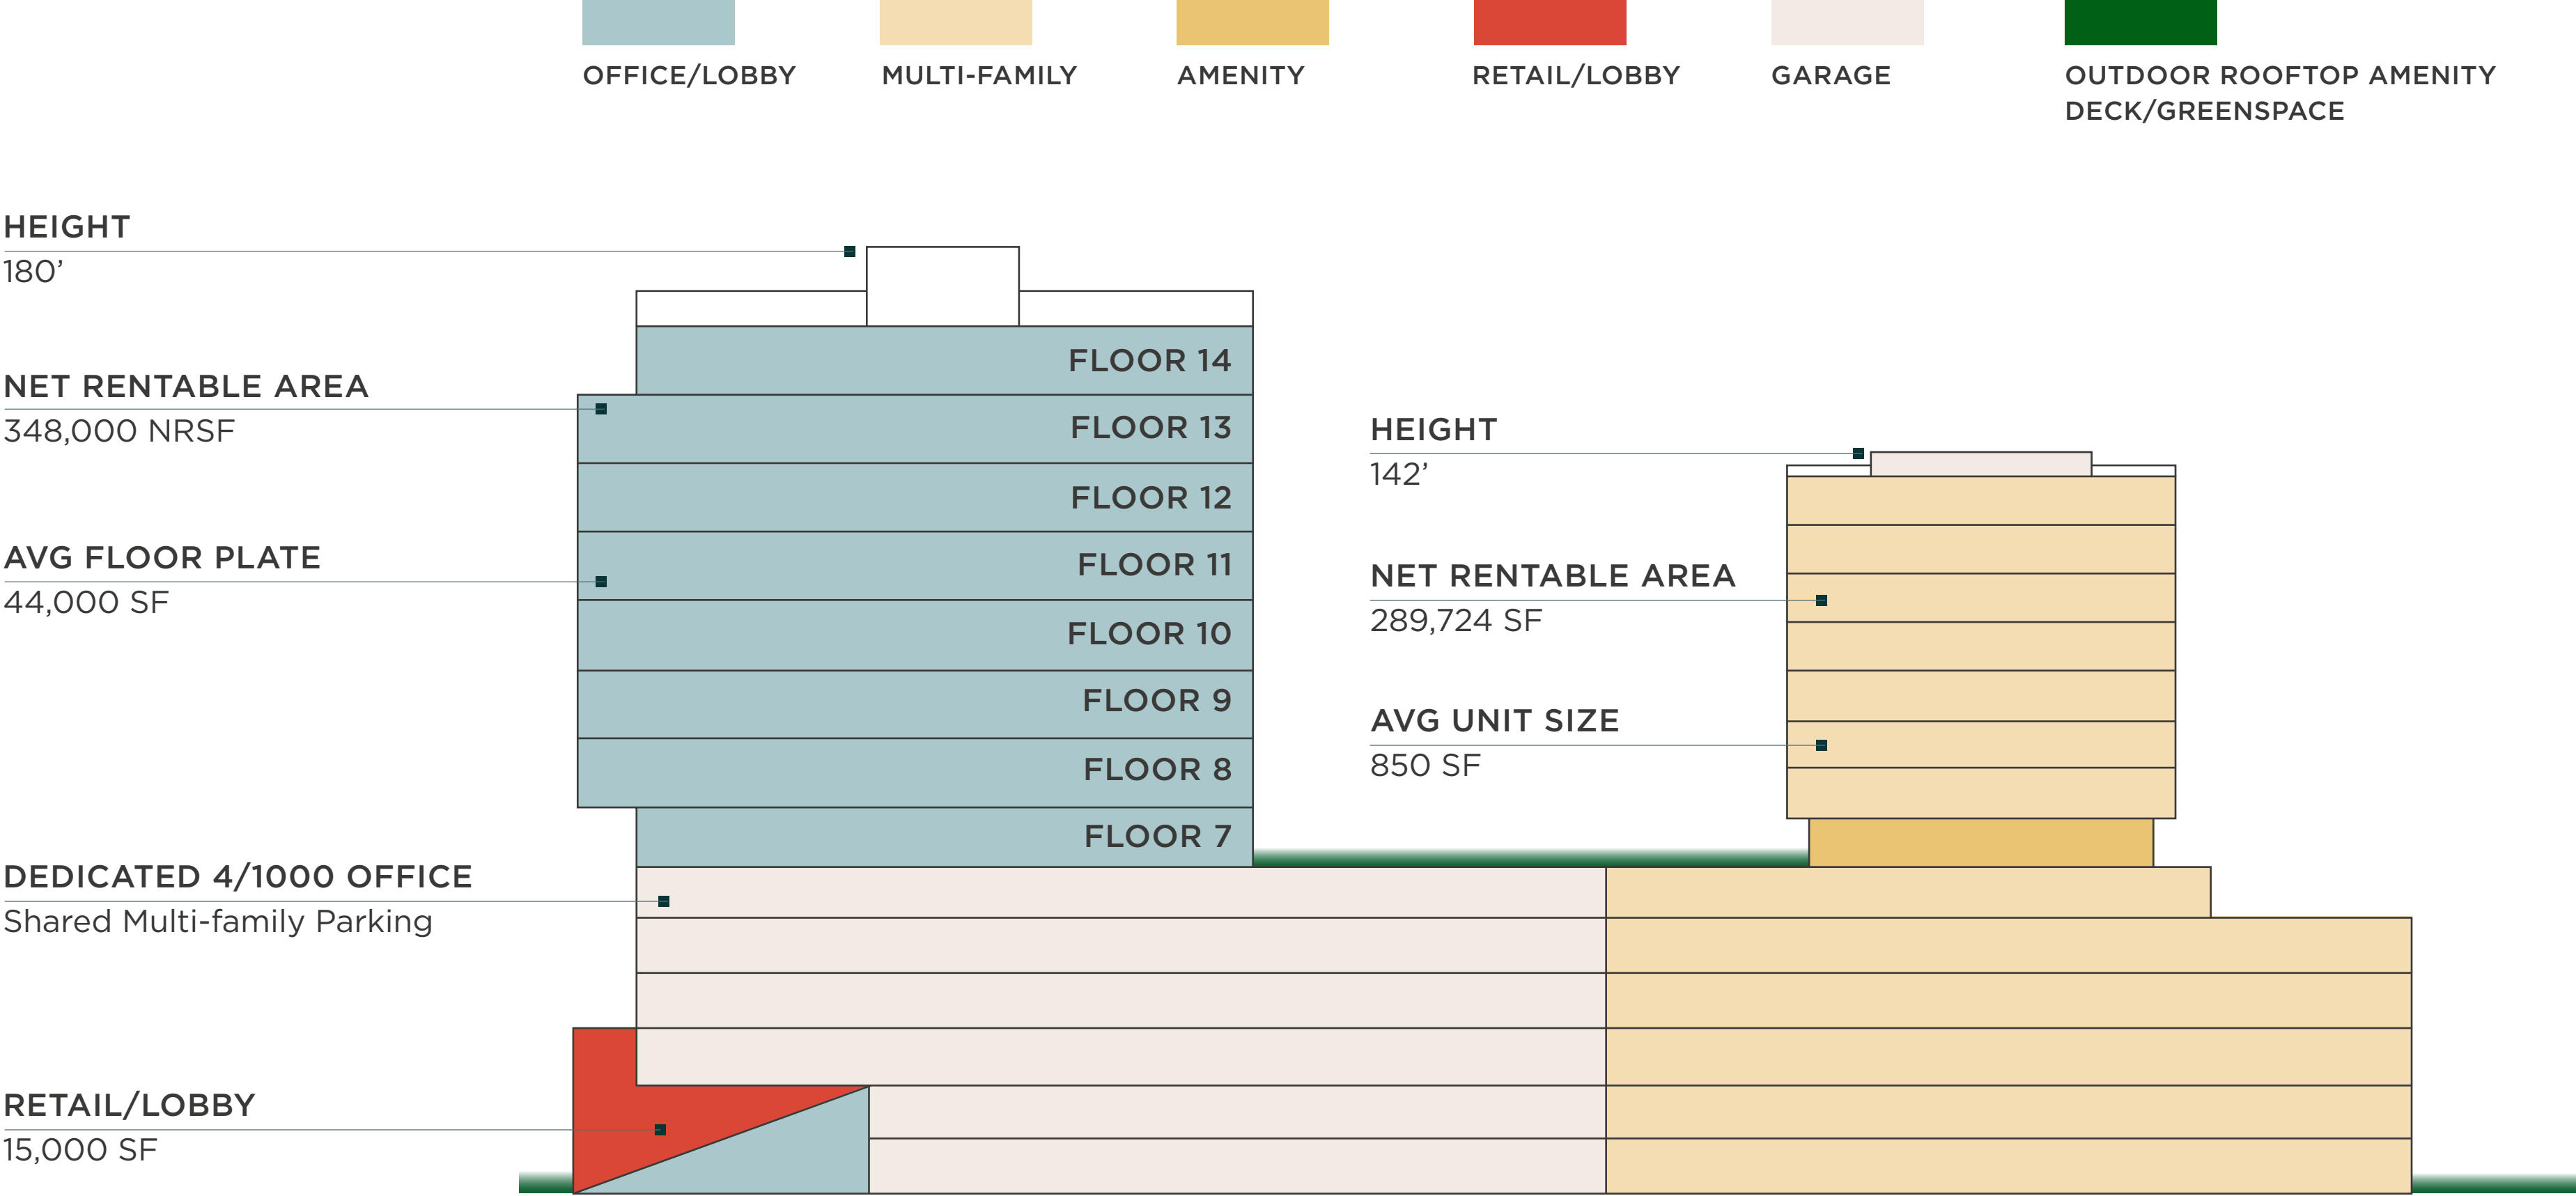 OFFICE/LOBBY
MULTI-FAMILY
AMENITY
RETAIL/LOBBY
GARAGE
OUTDOOR ROOFTOP AMENITY
DECK/GREENSPACE
HEIGHT
180’
NET RENTABLE AREA
348,000 NRSF
AVG FLOOR PLATE
44,000 SF
DEDICATED 4/1000 OFFICE
Shared Multi-family Parking
RETAIL/LOBBY
15,000 SF
FLOOR 14
FLOOR 13
FLOOR 12
FLOOR 11
FLOOR 10
FLOOR 9
FLOOR 8
FLOOR 7
HEIGHT
142’
NET RENTABLE AREA
289,724 SF
AVG UNIT SIZE
850 SF